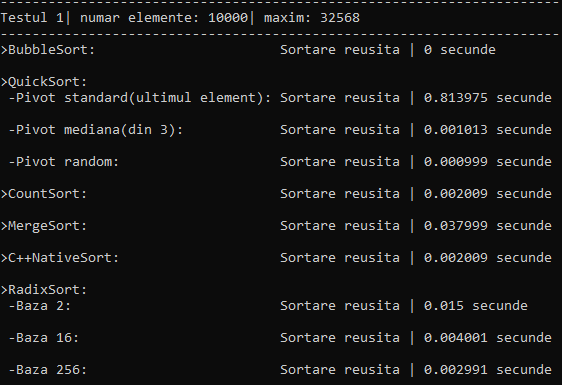 Testul 1| numar elemente: 10000| maxim: 32568
>BubbleSort: Sortare reusita | 0 secunde
>QuickSort:
-Pivot standard(ultimul element): Sortare reusita | 0.813975 secunde
-Pivot mediana(din 3): Sortare reusita | 0.001013 secunde
-Pivot random: Sortare reusita | 0.000999 secunde
>CountSort: Sortare reusita | 0.002009 secunde
>MergeSort: Sortare reusita | 0.037999 secunde
>C++NativeSort: Sortare reusita | 0.002009 secunde
>RadixSort:
-Baza 2: Sortare reusita | 0.015 secunde
-Baza 16: Sortare reusita | 0.004001 secunde
-Baza 256: Sortare reusita | 0.002991 secunde